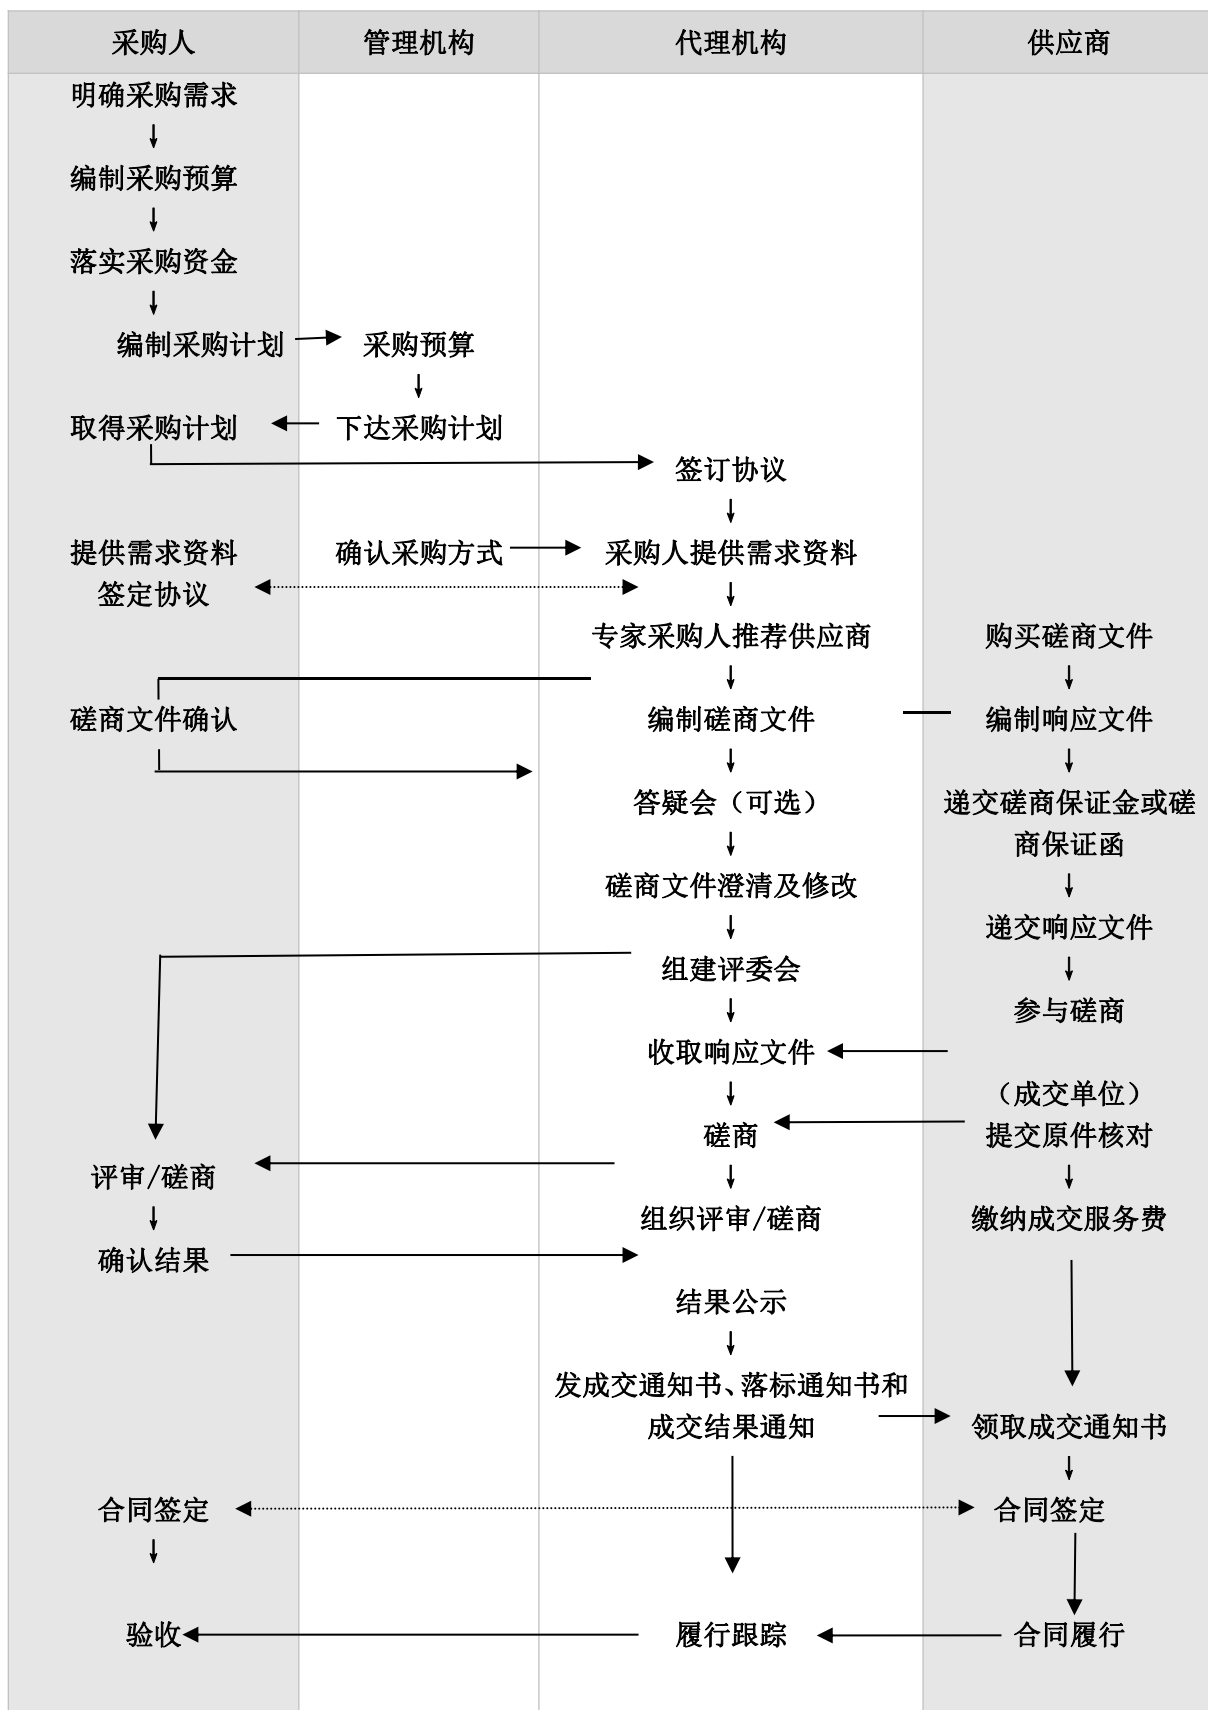 采购人 管理机构 代理机构 供应商
明确采购需求
编制采购预算
落实采购资金
编制采购计划 采购预算
取得采购计划 下达采购计划
签订协议
提供需求资料 确认采购方式 采购人提供需求资料
签定协议
专家采购人推荐供应商 购买磋商文件
磋商文件确认 编制磋商文件 编制响应文件
答疑会（可选） 递交磋商保证金或磋
商保证函
磋商文件澄清及修改
递交响应文件
组建评委会
参与磋商
收取响应文件
（成交单位）
磋商 提交原件核对
评审/磋商
组织评审/磋商 缴纳成交服务费
确认结果
结果公示
发成交通知书、落标通知书和
成交结果通知 领取成交通知书
合同签定 合同签定
验收 履行跟踪 合同履行